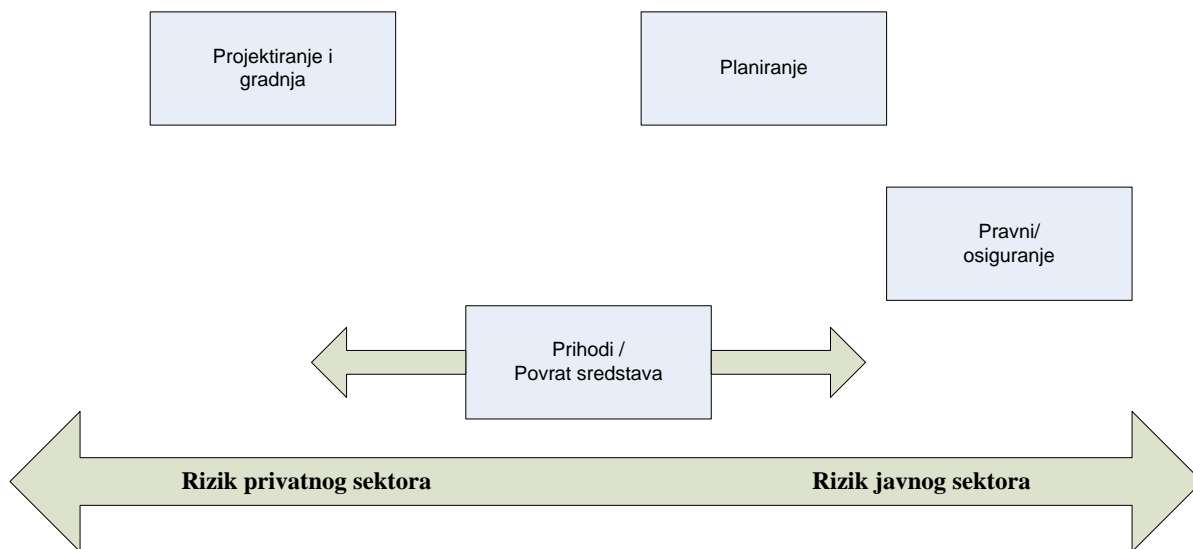 Projektiranje i
gradnja
Planiranje
Pravni/
osiguranje
Prihodi /
Povrat sredstava
Rizik privatnog sektora
Rizik javnog sektora